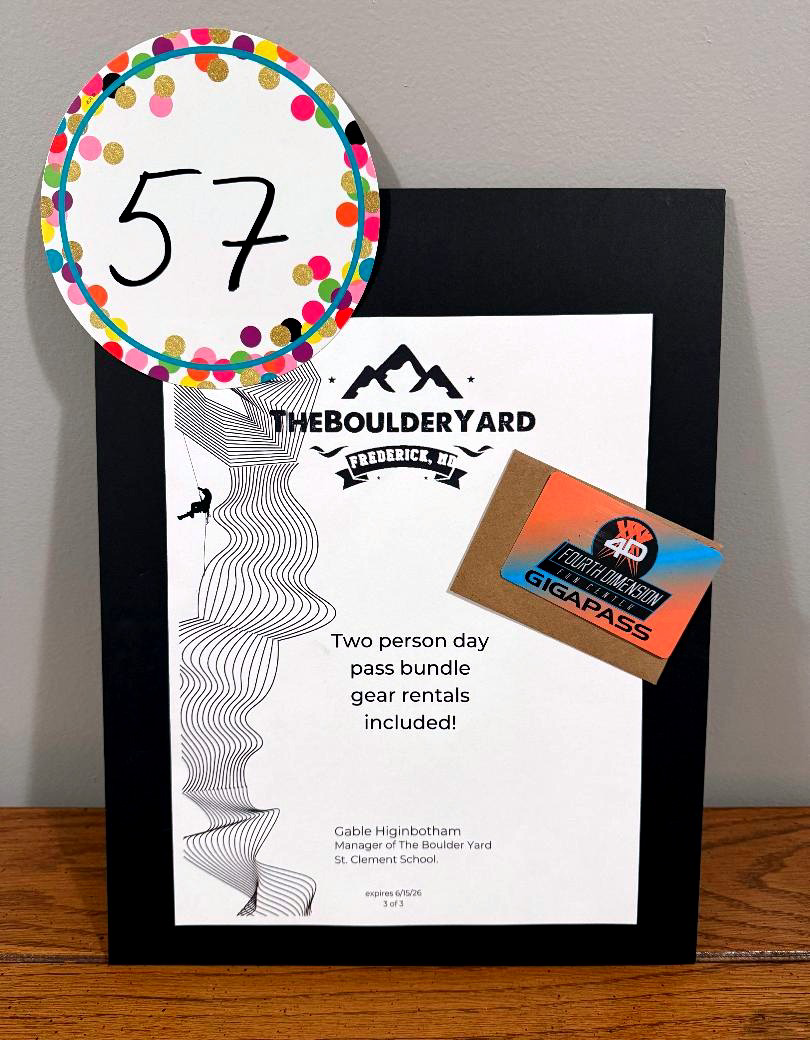 57
THEBOULDERYARD
FREDERICK, MD
4D
FOURTH DIMENSION
FUN CENTER
GIGAPASS
Two person day
pass bundle
gear rentals
included!
Gable Higinbotham
Manager of The Boulder Yard
St. Clement School.
expires 6/15/26
3 of 3